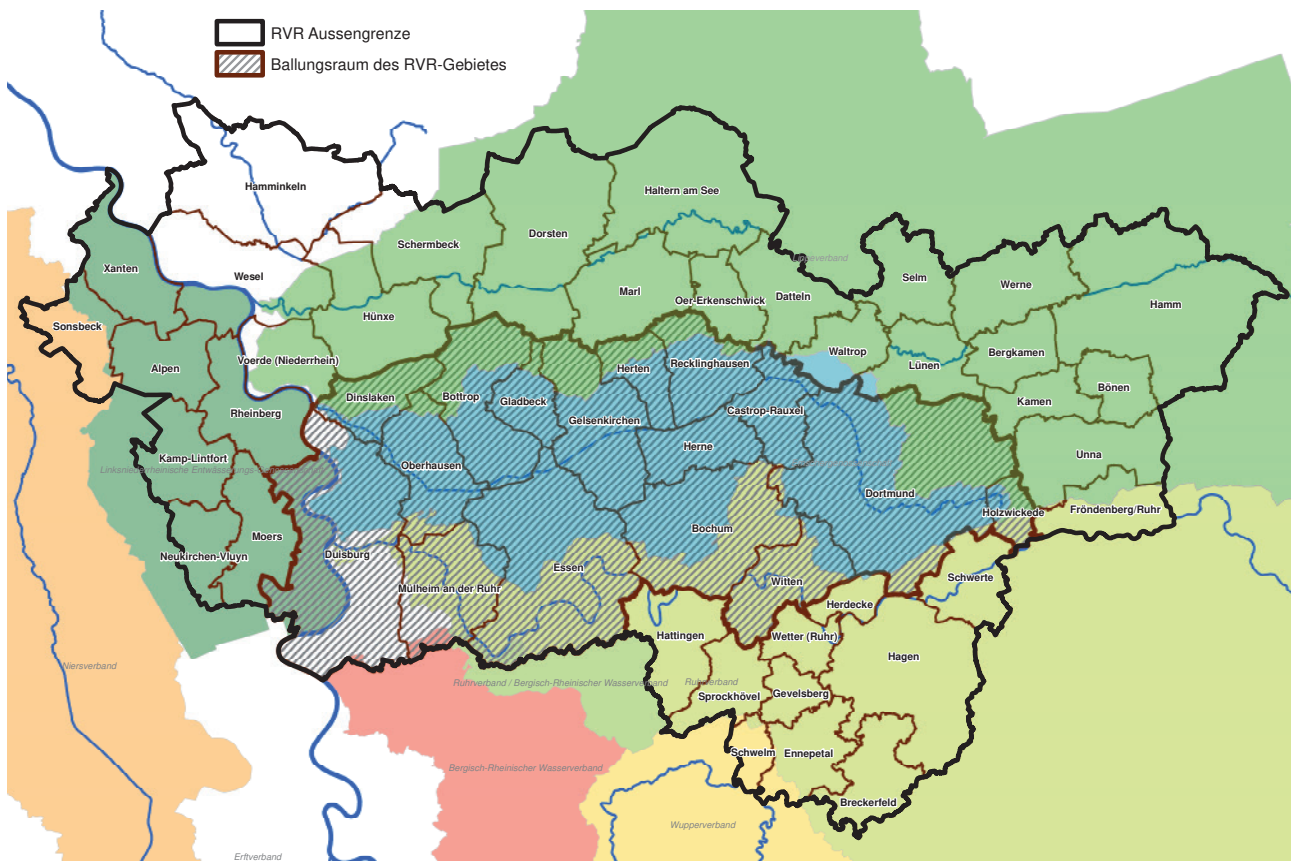 RVR Aussengrenze
Ballungsraum des RVR-Gebietes
Hamminkeln
Haltern am See
Dorsten
Schermbeck
Xanten
Wesel
Lippeverband
Selm
Werne
Marl
Oer-Erkenschwick
Datteln
Hamm
Sonsbeck
Hünxe
Waltrop
Bergkamen
Voerde (Niederrhein)
Alpen
Herten
Recklinghausen
Lünen
Bönen
Dinslaken
Bottrop
Gladbeck
Kamen
Rheinberg
Gelsenkirchen
Castrop-Rauxel
Herne
Unna
Kamp-Lintfort
Oberhausen
Dortmund
Fröndenberg/Ruhr
Holzwickede
Bochum
Moers
Neukirchen-Vluyn
Duisburg
Essen
Mülheim an der Ruhr
Witten
Schwerte
Herdecke
Hattingen
Wetter (Ruhr)
Hagen
Niersverband
Ruhrverband / Bergisch-Rheinischer Wasserverband
Ruhrverband
Sprockhövel
Gevelsberg
Schwelm
Ennepetal
Bergisch-Rheinischer Wasserverband
Breckerfeld
Wupperverband
Erftverband